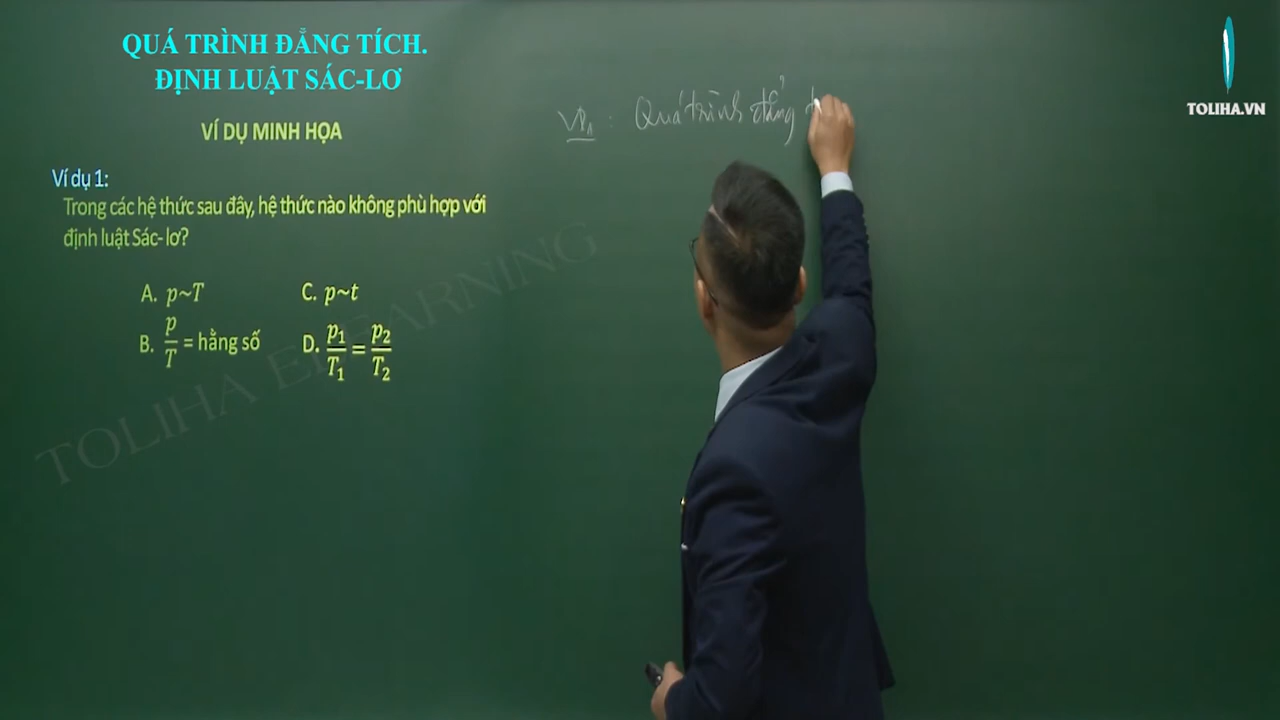 QUÁ TRÌNH ĐẲNG TÍCH.
ĐỊNH LUẬT SÁC-LƠ
VÍ DỤ MINH HỌA
Ví dụ 1:
Trong các hệ thức sau đây, hệ thức nào không phù hợp với
định luật Sác- lơ?
A. p~T
B. p/T = hằng số
C. p~t
D. p₁/T₁ = p₂/T₂
VD₁ : Quá trình đẳng t
TOLIHA.VN
TOLIHA ELEARNING